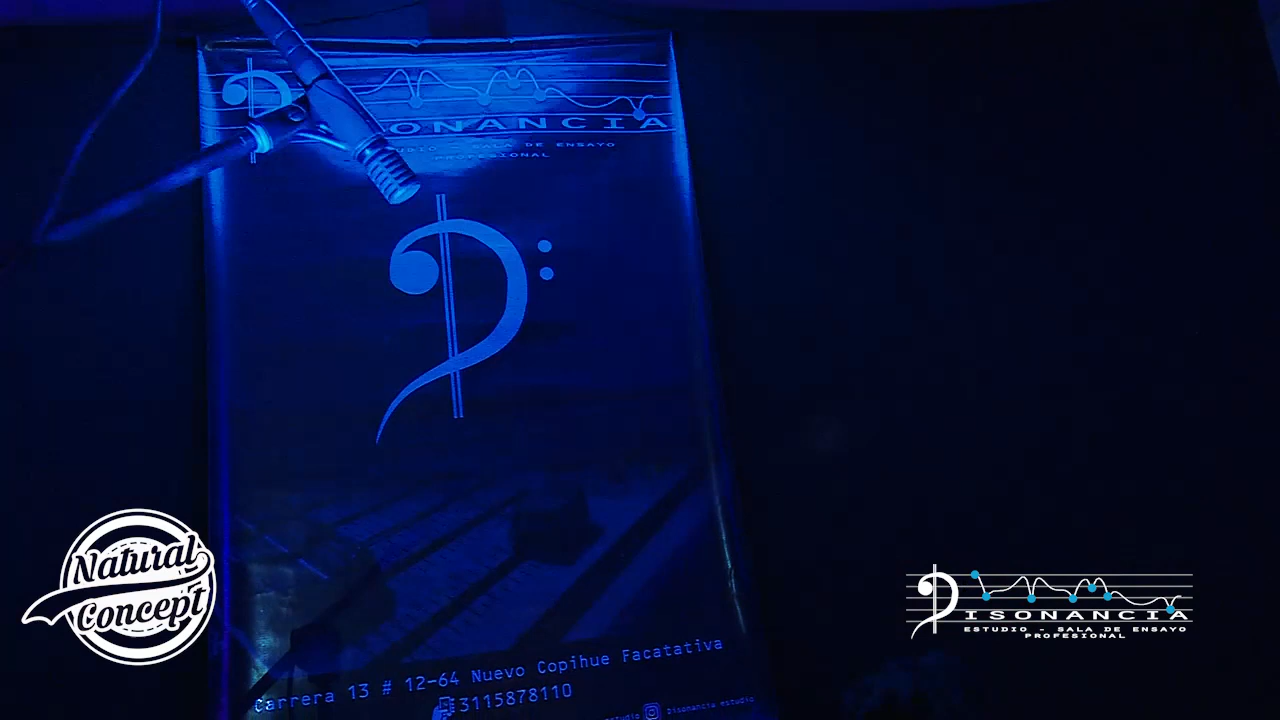 DISONANCIA
ESTUDIO - SALA DE ENSAYO
PROFESIONAL
Carrera 13 # 12-64 Nuevo Copihue Facatativa
3115878110
estudio Disonancia estudio
Natural
Concept
DISONANCIA
ESTUDIO - SALA DE ENSAYO
PROFESIONAL